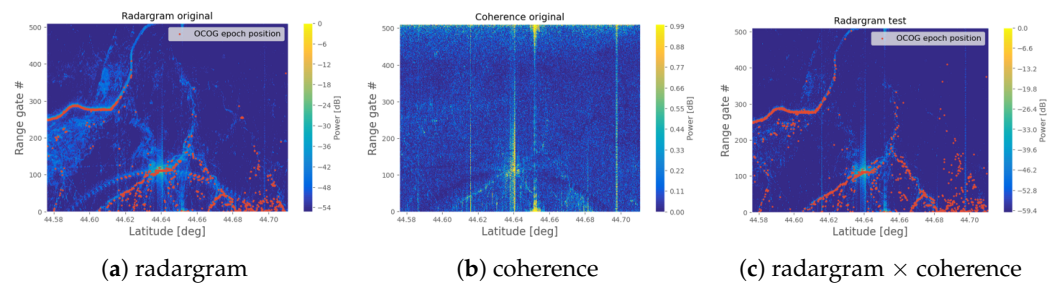 Radargram original
OCOG epoch position
Range gate #
500
400
300
200
100
0
44.58 44.60 44.62 44.64 44.66 44.68 44.70
Latitude [deg]
0
−6
−12
−18
−24
−30
−36
−42
−48
−54
Power [dB]
(a) radargram
Coherence original
Range gate #
500
400
300
200
100
0
44.58 44.60 44.62 44.64 44.66 44.68 44.70
Latitude [deg]
0.99
0.88
0.77
0.66
0.55
0.44
0.33
0.22
0.11
0.00
Power [dB]
(b) coherence
Radargram test
OCOG epoch position
Range gate #
500
400
300
200
100
0
44.58 44.60 44.62 44.64 44.66 44.68 44.70
Latitude [deg]
−0.0
−6.6
−13.2
−19.8
−26.4
−33.0
−39.6
−46.2
−52.8
−59.4
Power [dB]
(c) radargram × coherence